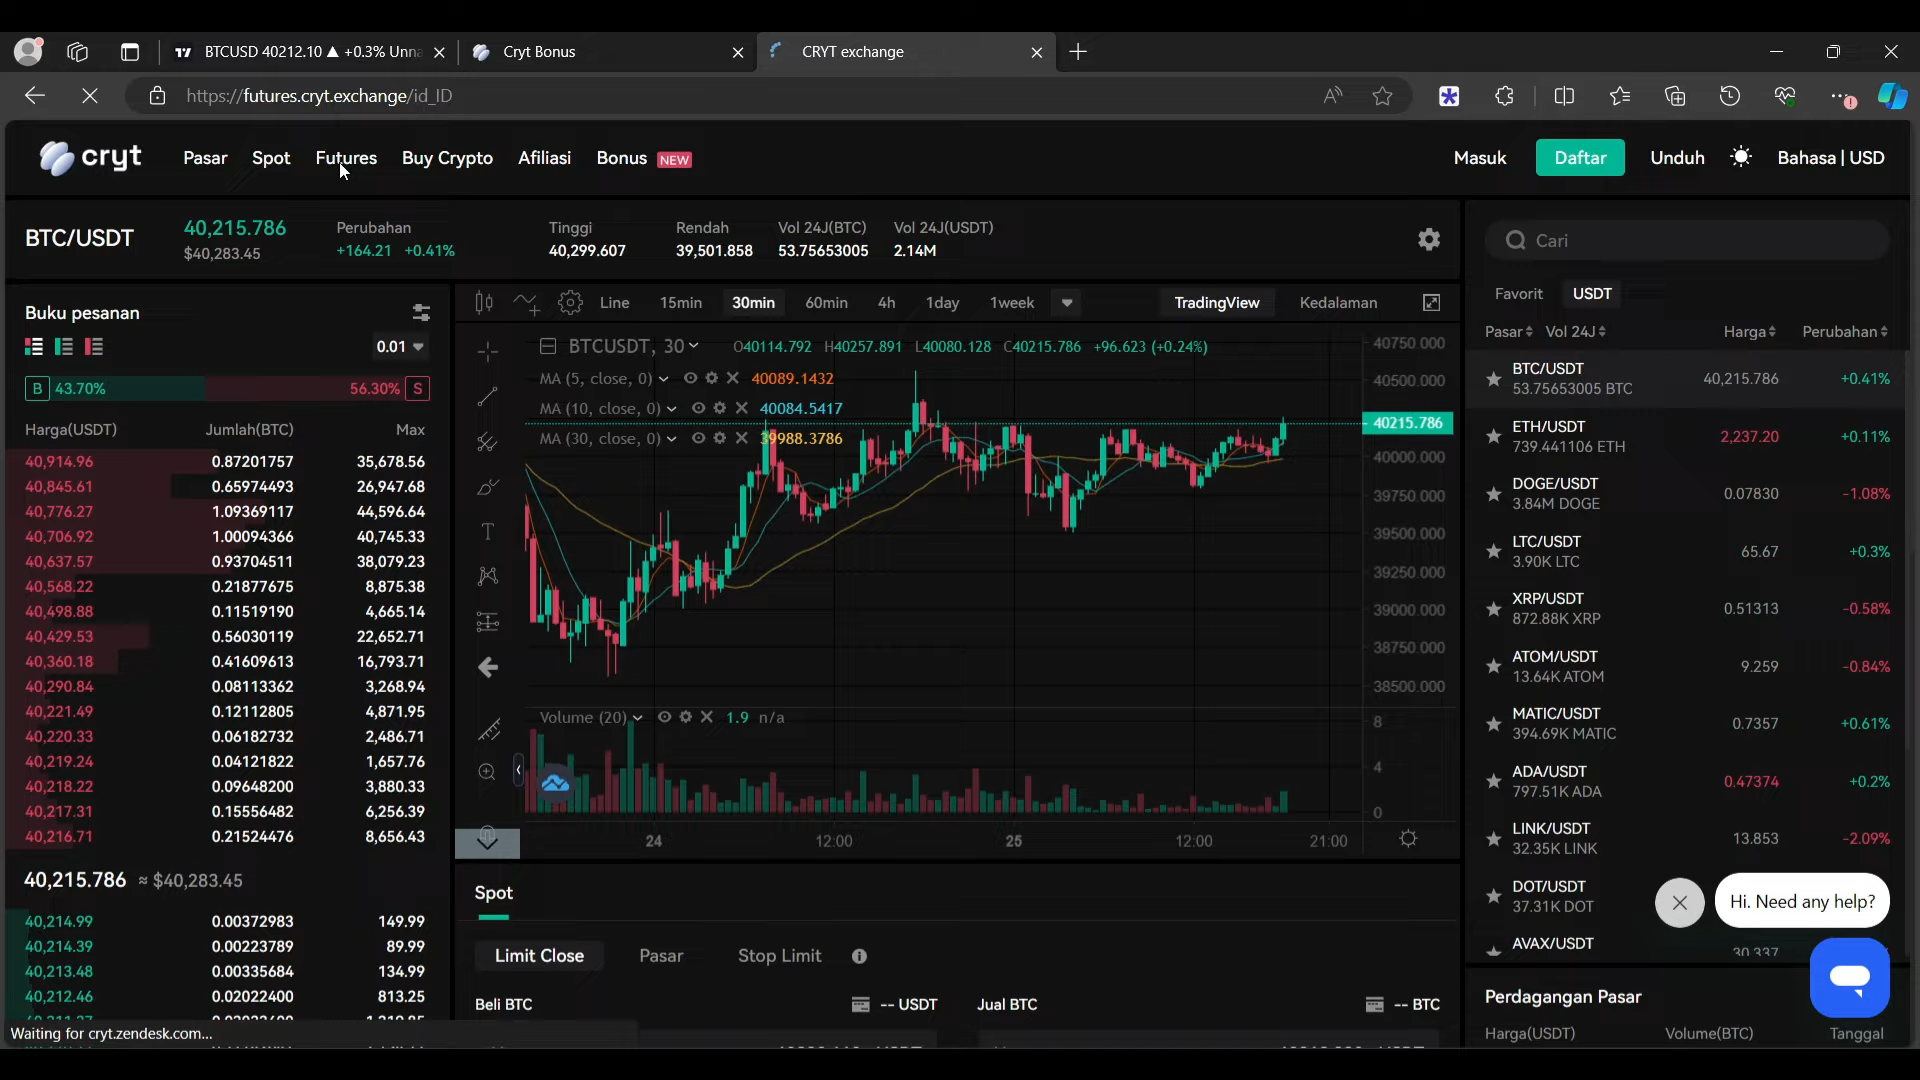 BTCUSD 40212.10 ▲ +0.3% Unna
Cryt Bonus
CRYT exchange
https://futures.cryt.exchange/id_ID
cryt
Pasar Spot Futures Buy Crypto Afiliasi Bonus NEW
Masuk Daftar Unduh Bahasa | USD
BTC/USDT
40,215.786
$40,283.45
Perubahan
+164.21 +0.41%
Tinggi
40,299.607
Rendah
39,501.858
Vol 24J(BTC)
53.75653005
Vol 24J(USDT)
2.14M
Buku pesanan
0.01
B 43.70% 56.30% S
Harga(USDT) Jumlah(BTC) Max
40,914.96 0.87201757 35,678.56
40,845.61 0.65974493 26,947.68
40,776.27 1.09369117 44,596.64
40,706.92 1.00094366 40,745.33
40,637.57 0.93704511 38,079.23
40,568.22 0.21877675 8,875.38
40,498.88 0.11519190 4,665.14
40,429.53 0.56030119 22,652.71
40,360.18 0.41609613 16,793.71
40,290.84 0.08113362 3,268.94
40,221.49 0.12112805 4,871.95
40,220.33 0.06182732 2,486.71
40,219.24 0.04121822 1,657.76
40,218.22 0.09648200 3,880.33
40,217.31 0.15556482 6,256.39
40,216.71 0.21524476 8,656.43
40,215.786 ≈ $40,283.45
40,214.99 0.00372983 149.99
40,214.39 0.00223789 89.99
40,213.48 0.00335684 134.99
40,212.46 0.02022400 813.25
Waiting for cryt.zendesk.com...
Line 15min 30min 60min 4h 1day 1week
TradingView Kedalaman
BTCUSDT, 30 O40114.792 H40257.891 L40080.128 C40215.786 +96.623 (+0.24%)
MA (5, close, 0) 40089.1432
MA (10, close, 0) 40084.5417
MA (30, close, 0) 39988.3786
40750.000
40500.000
40215.786
40000.000
39750.000
39500.000
39250.000
39000.000
38750.000
38500.000
Volume (20) 1.9 n/a
8
4
0
24 12:00 25 12:00 21:00
Spot
Limit Close Pasar Stop Limit
Beli BTC -- USDT Jual BTC -- BTC
Cari
Favorit USDT
Pasar Vol 24J Harga Perubahan
BTC/USDT
53.75653005 BTC 40,215.786 +0.41%
ETH/USDT
739.441106 ETH 2,237.20 +0.11%
DOGE/USDT
3.84M DOGE 0.07830 -1.08%
LTC/USDT
3.90K LTC 65.67 +0.3%
XRP/USDT
872.88K XRP 0.51313 -0.58%
ATOM/USDT
13.64K ATOM 9.259 -0.84%
MATIC/USDT
394.69K MATIC 0.7357 +0.61%
ADA/USDT
797.51K ADA 0.47374 +0.2%
LINK/USDT
32.35K LINK 13.853 -2.09%
DOT/USDT
37.31K DOT
Hi. Need any help?
AVAX/USDT
30.337
Perdagangan Pasar
Harga(USDT) Volume(BTC) Tanggal